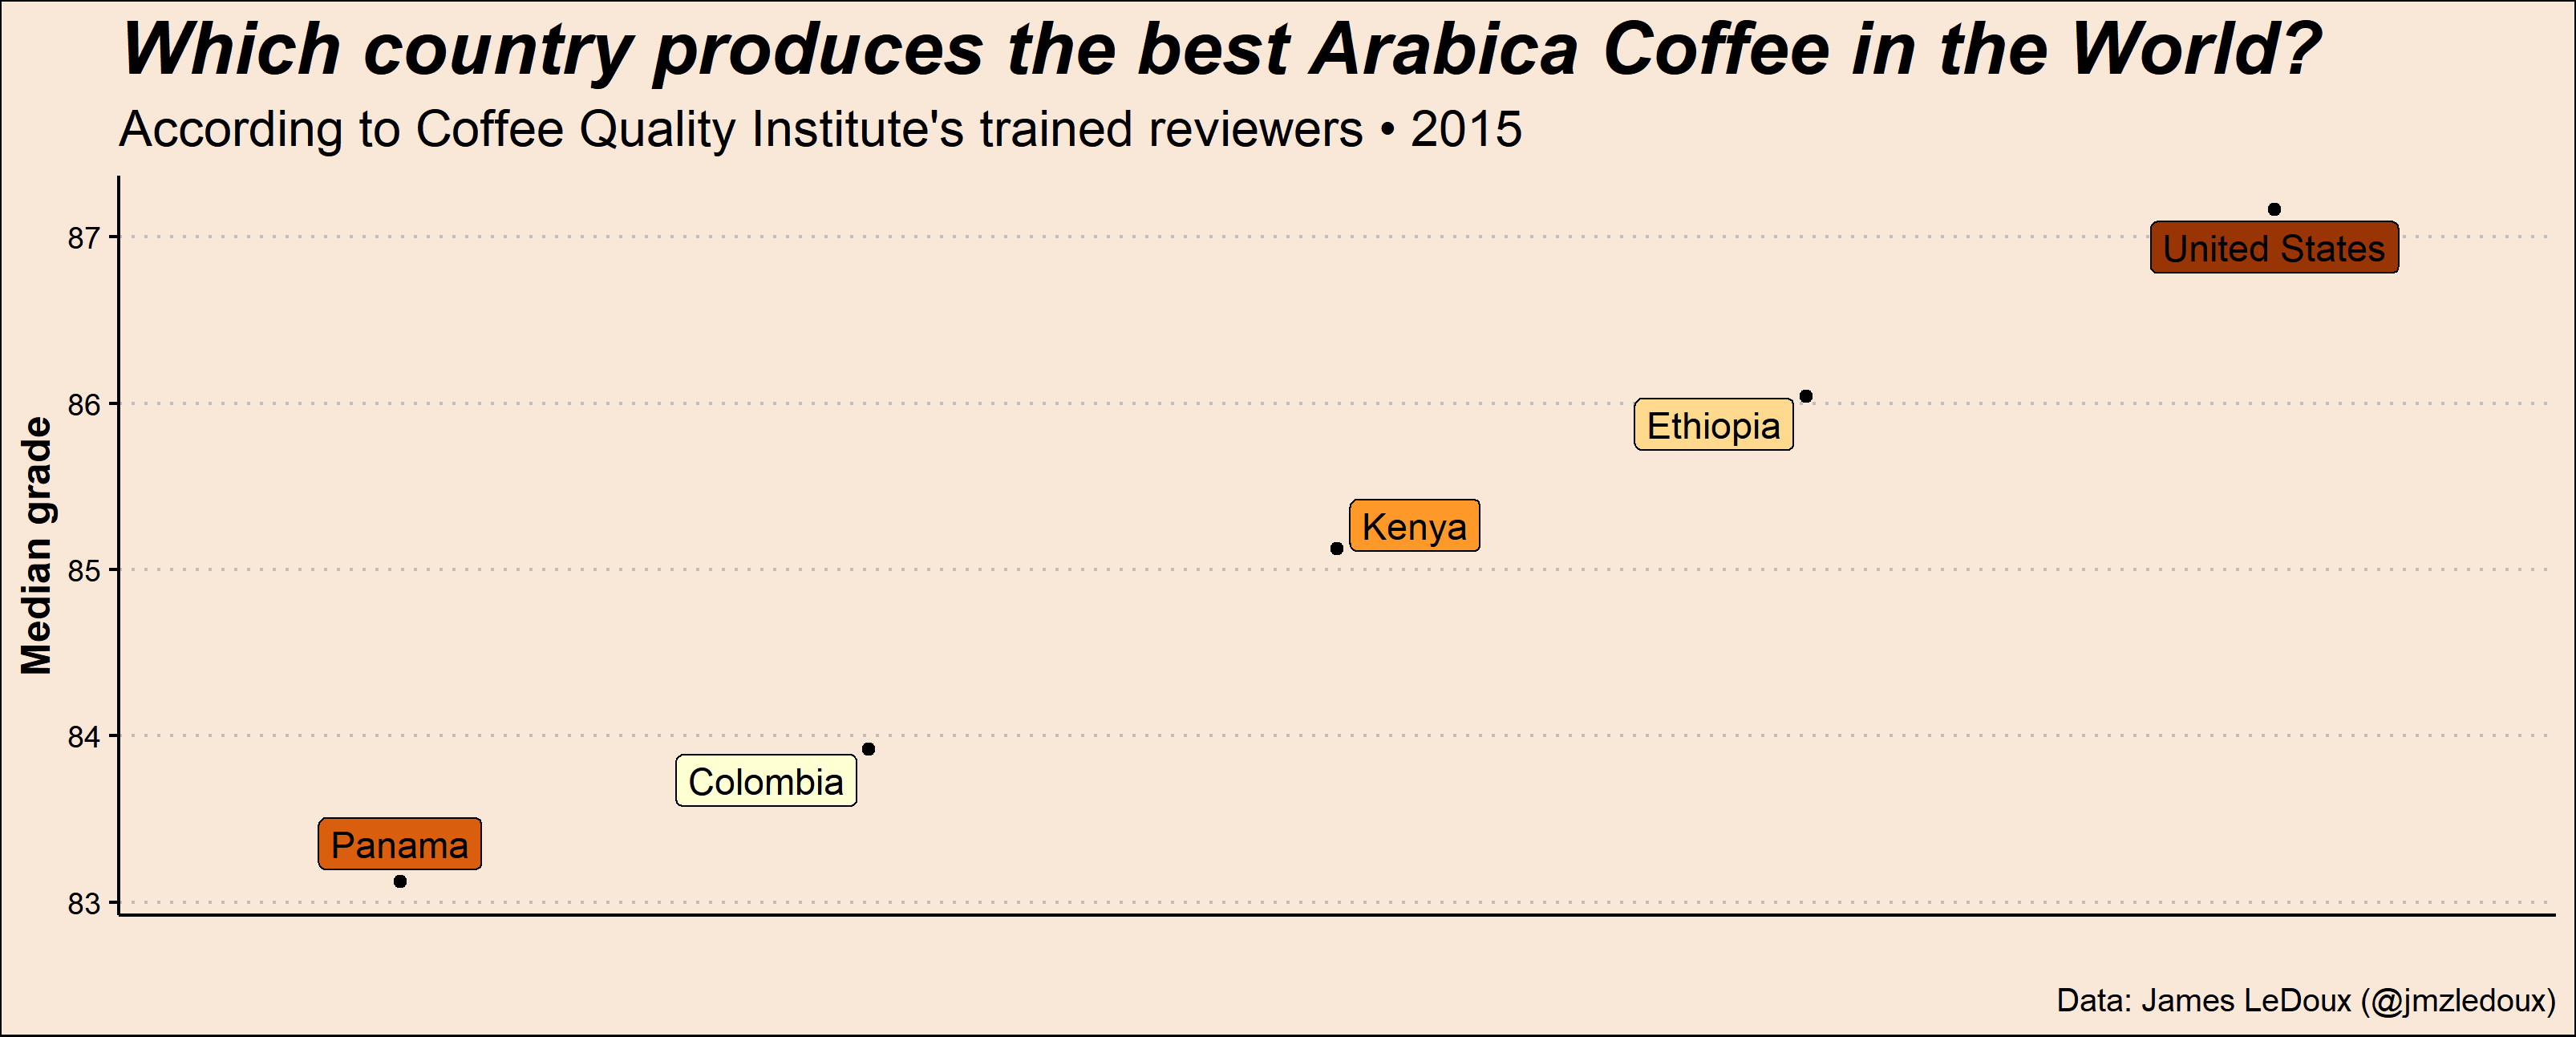 Which country produces the best Arabica Coffee in the World?
According to Coffee Quality Institute's trained reviewers • 2015
Median grade
87
86
85
84
83
United States
Ethiopia
Kenya
Colombia
Panama
Data: James LeDoux (@jmzledoux)